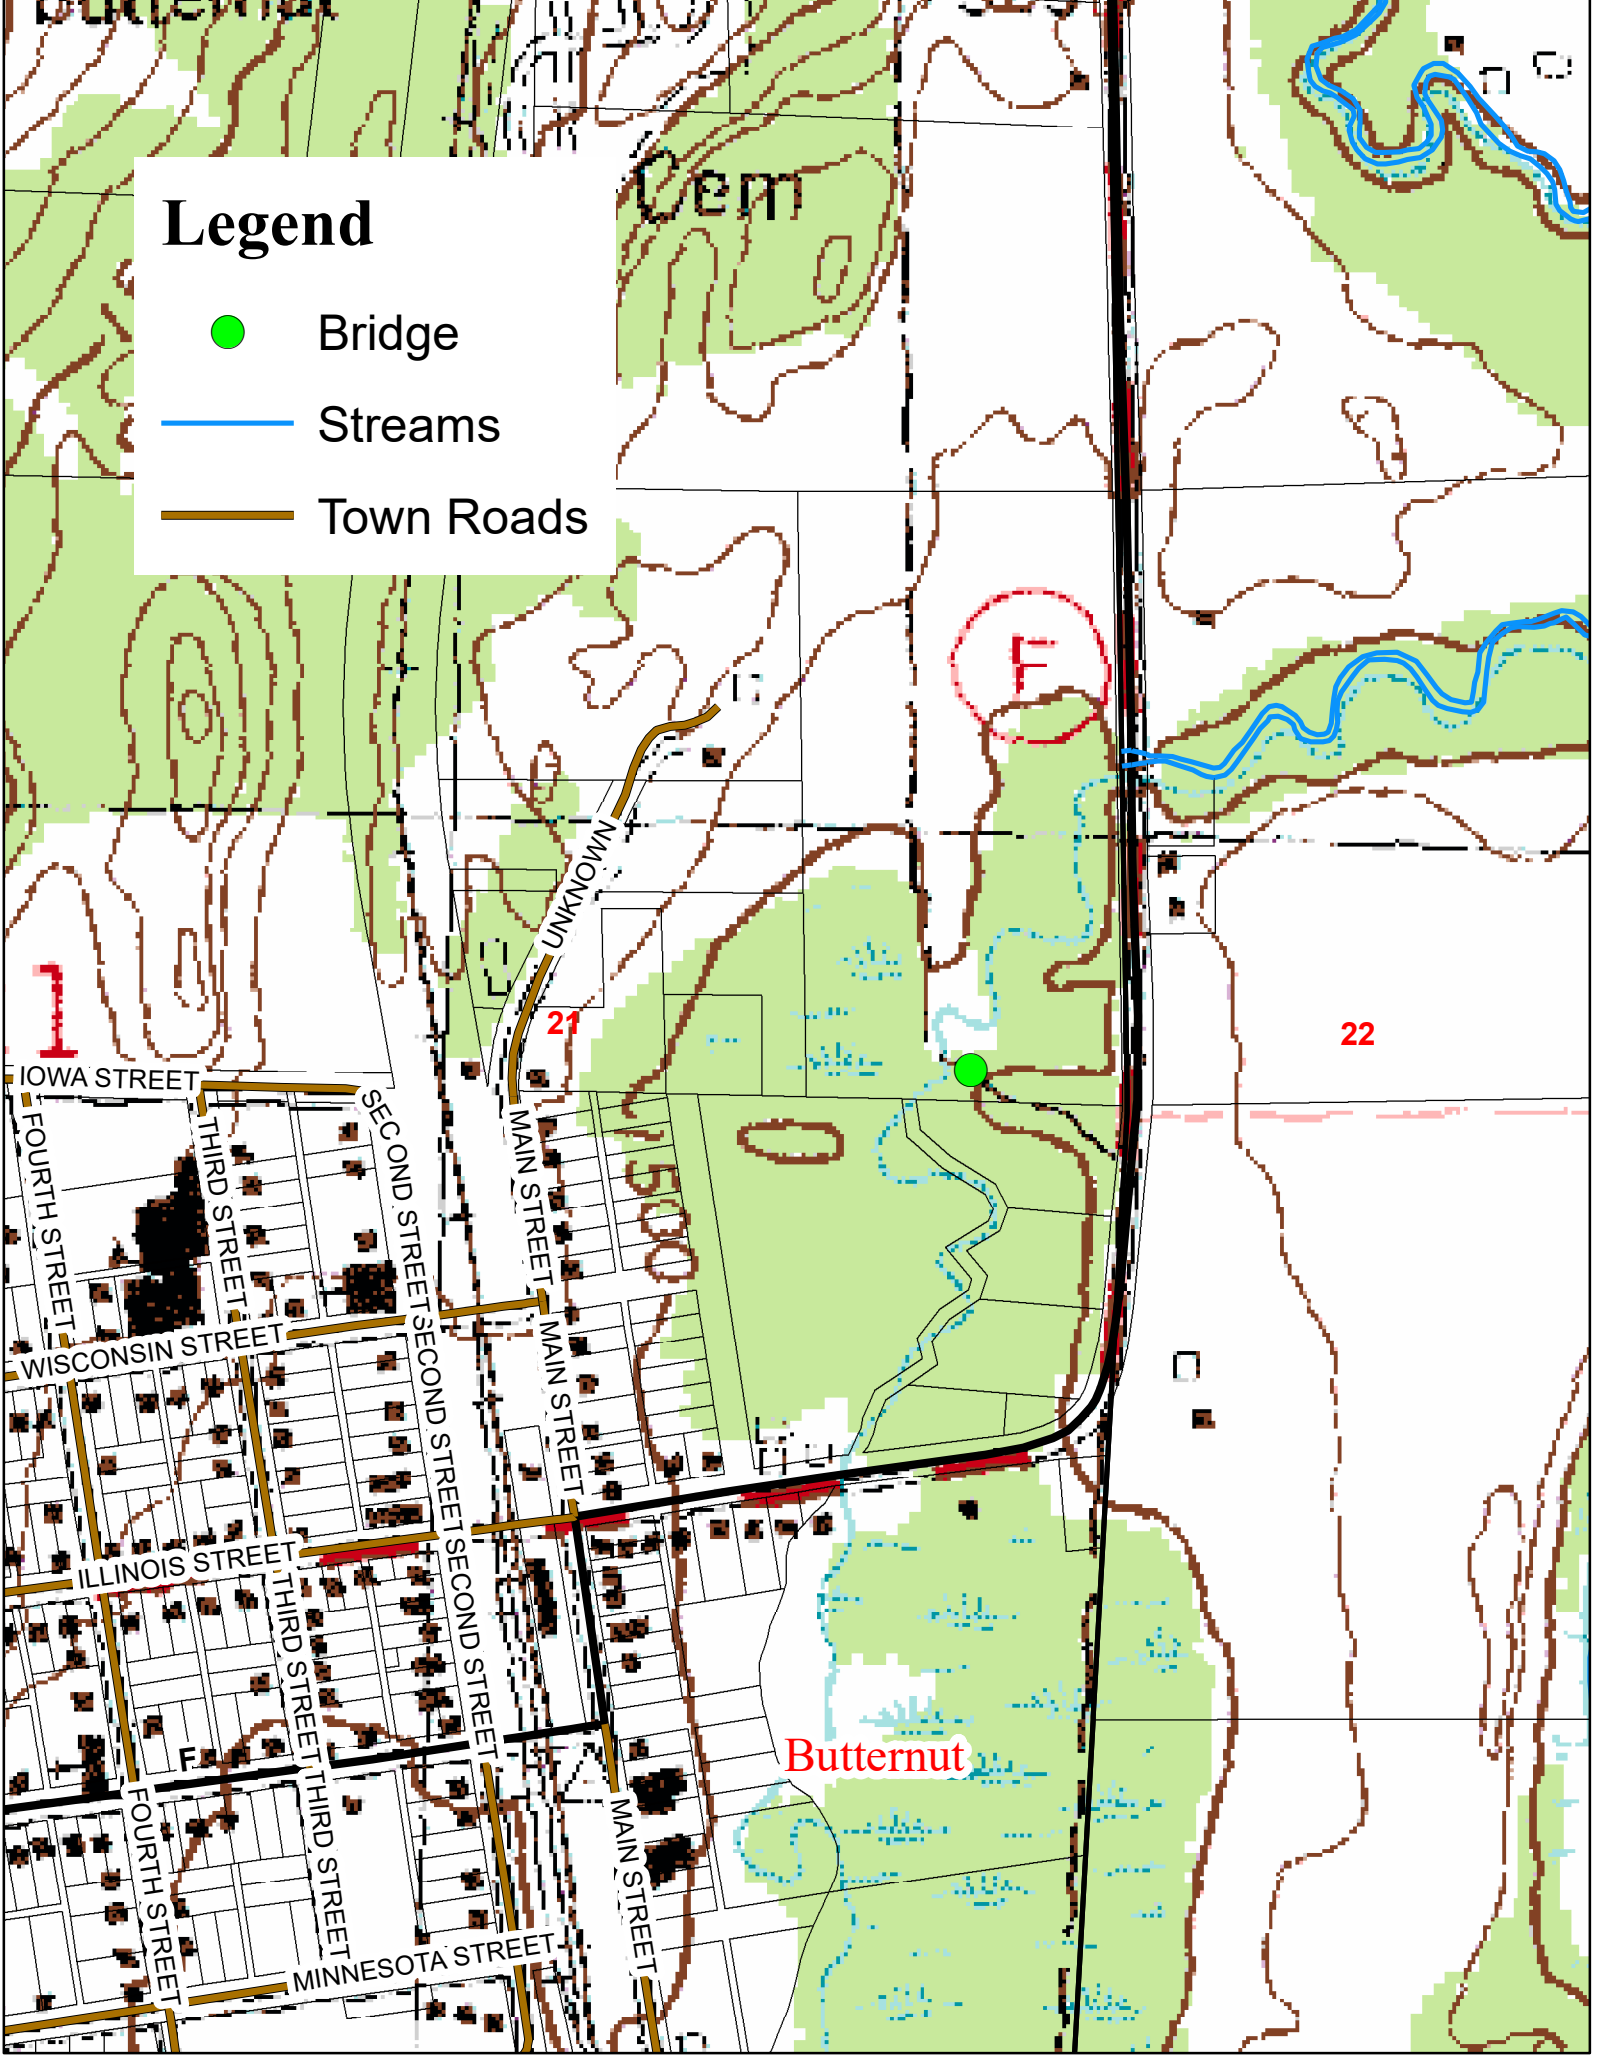 Butternut
Cem
Legend
Bridge
Streams
Town Roads
F
UNKNOWN
21
22
1
IOWA STREET
FOURTH STREET
THIRD STREET
SECOND STREET
MAIN STREET
1500
SECOND STREET
MAIN STREET
WISCONSIN STREET
ILLINOIS STREET
THIRD STREET
SECOND STREET
F
Butternut
FOURTH STREET
THIRD STREET
MAIN STREET
MINNESOTA STREET